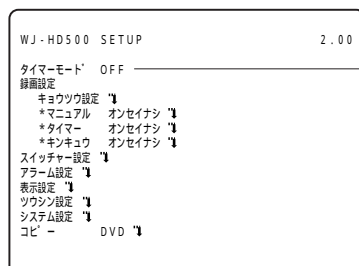 WJ-HD500 SETUP 2.00
タイマーモード OFF
録画設定
キョウツウ設定 ⤵
*マニュアル オンセイナシ ⤵
*タイマー オンセイナシ ⤵
*キンキュウ オンセイナシ ⤵
スイッチャー設定 ⤵
アラーム設定 ⤵
表示設定 ⤵
ツウシン設定 ⤵
システム設定 ⤵
コピー DVD ⤵